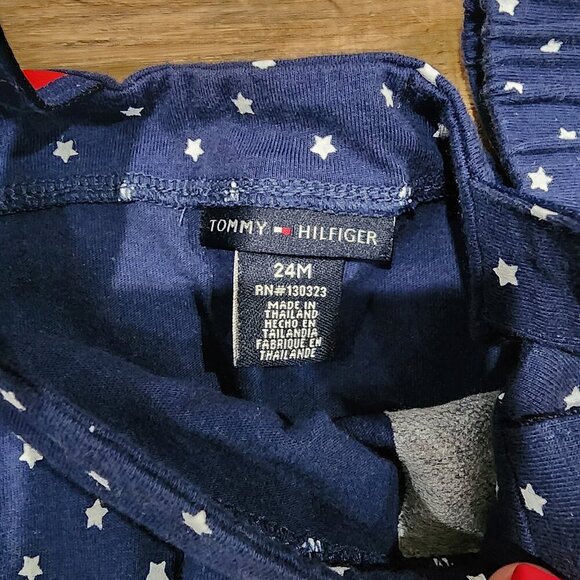 TOMMY HILFIGER
24M
RN#130323
MADE IN
THAILAND
HECHO EN
TAILANDIA
FABRIQUE EN
THAILANDE